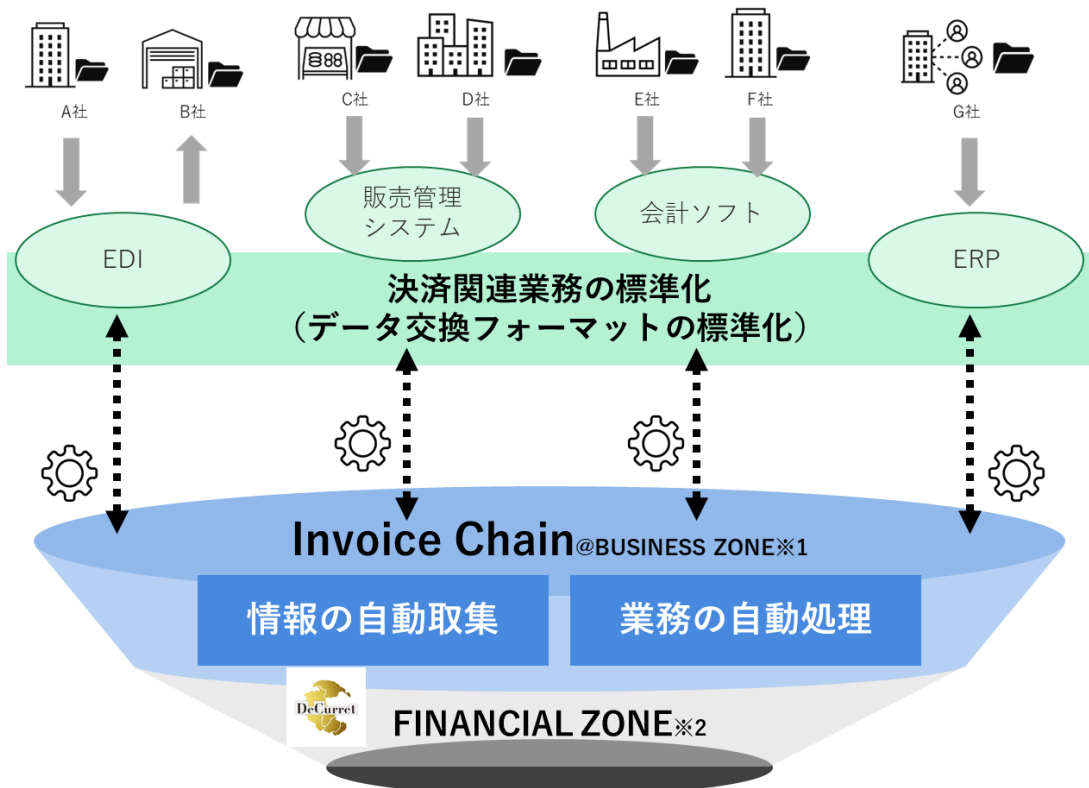 888
A社
B社
C社
D社
E社
F社
G社
EDI
販売管理
システム
会計ソフト
ERP
決済関連業務の標準化
（データ交換フォーマットの標準化）
Invoice Chain@BUSINESS ZONE※1
情報の自動取集
業務の自動処理
DeCurret
FINANCIAL ZONE※2